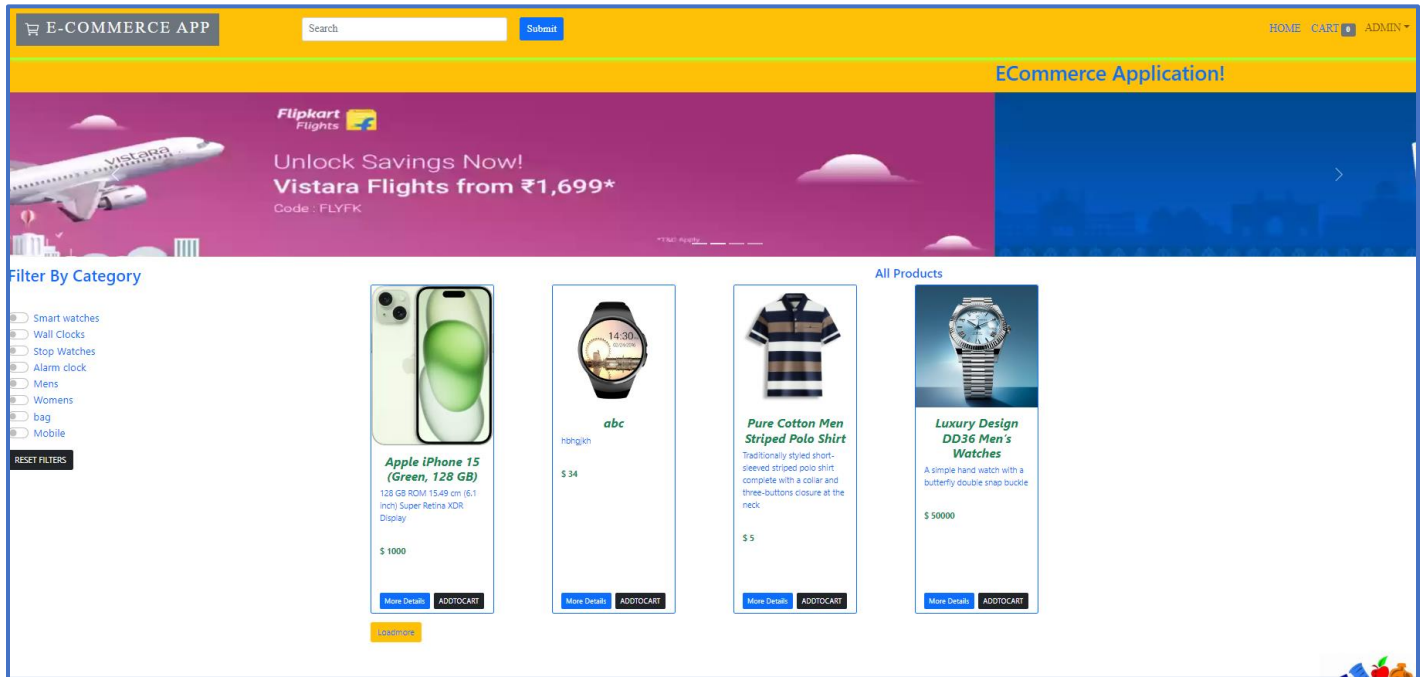 E-COMMERCE APP
Search
Submit
HOME CART 0 ADMIN
ECommerce Application!
Flipkart
Flights
Unlock Savings Now!
Vistara Flights from ₹1,699*
Code : FLYFK
*T&C Apply
VISTARA
Filter By Category
Smart watches
Wall Clocks
Stop Watches
Alarm clock
Mens
Womens
bag
Mobile
RESET FILTERS
All Products
Apple iPhone 15
(Green, 128 GB)
128 GB ROM 15.49 cm (6.1
inch) Super Retina XDR
Display
$ 1000
More Details ADDTOCART
14:30
abc
hbhgjkh
$ 34
More Details ADDTOCART
Pure Cotton Men
Striped Polo Shirt
Traditionally styled short-
sleeved striped polo shirt
complete with a collar and
three-buttons closure at the
neck
$ 5
More Details ADDTOCART
Luxury Design
DD36 Men's
Watches
A simple hand watch with a
butterfly double snap buckle
$ 50000
More Details ADDTOCART
Loadmore